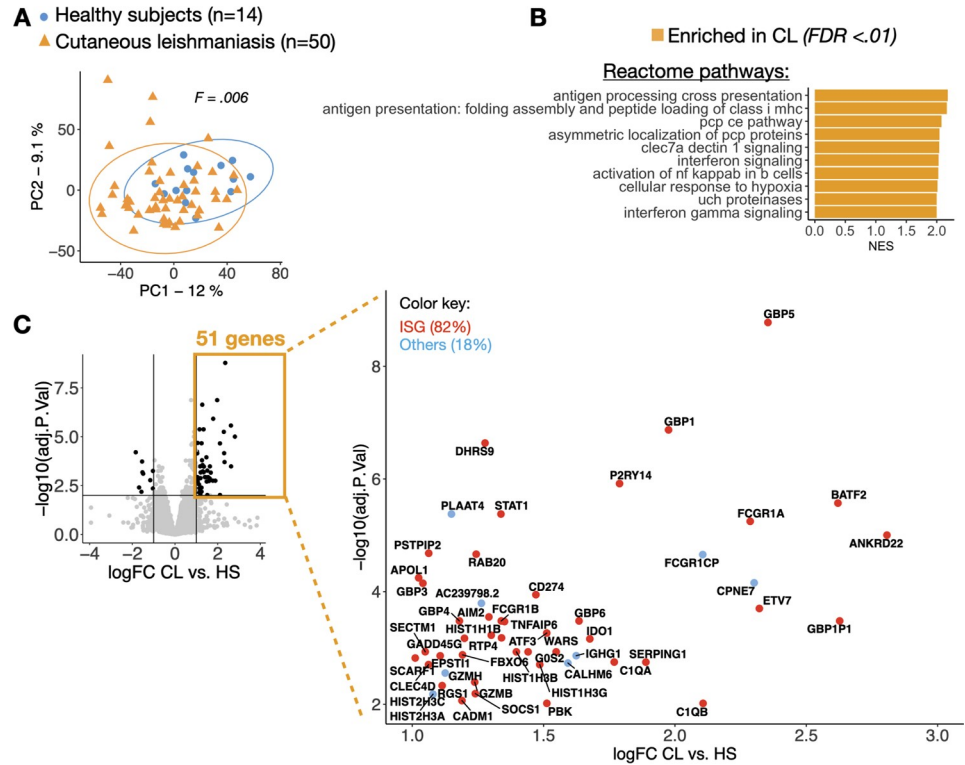 A
Healthy subjects (n=14)
Cutaneous leishmaniasis (n=50)
F = .006
50
0
−50
PC2 − 9.1 %
−40 0 40 80
PC1 − 12 %
B
Enriched in CL (FDR <.01)
Reactome pathways:
antigen processing cross presentation
antigen presentation: folding assembly and peptide loading of class i mhc
pcp ce pathway
asymmetric localization of pcp proteins
clec7a dectin 1 signaling
interferon signaling
activation of nf kappab in b cells
cellular response to hypoxia
uch proteinases
interferon gamma signaling
0.0 0.5 1.0 1.5 2.0
NES
C
51 genes
7.5
5.0
2.5
0.0
−log10(adj.P.Val)
−4 −2 0 2 4
logFC CL vs. HS
Color key:
ISG (82%)
Others (18%)
8
6
4
2
−log10(adj.P.Val)
GBP5
GBP1
DHRS9
P2RY14
PLAAT4 STAT1
BATF2
FCGR1A
ANKRD22
PSTPIP2
RAB20
FCGR1CP
APOL1
GBP3
CD274
CPNE7
AC239798.2
ETV7
GBP4 AIM2 FCGR1B
GBP6
GBP1P1
SECTM1 HIST1H1B TNFAIP6
IDO1
GADD45G RTP4 ATF3 WARS
SCARF1 EPSTI1 FBXO6 G0S2 IGHG1 SERPING1
C1QA
CLEC4D GZMH HIST1H3B CALHM6
HIST2H3C RGS1 GZMB HIST1H3G
HIST2H3A CADM1 SOCS1 PBK C1QB
1.0 1.5 2.0 2.5 3.0
logFC CL vs. HS